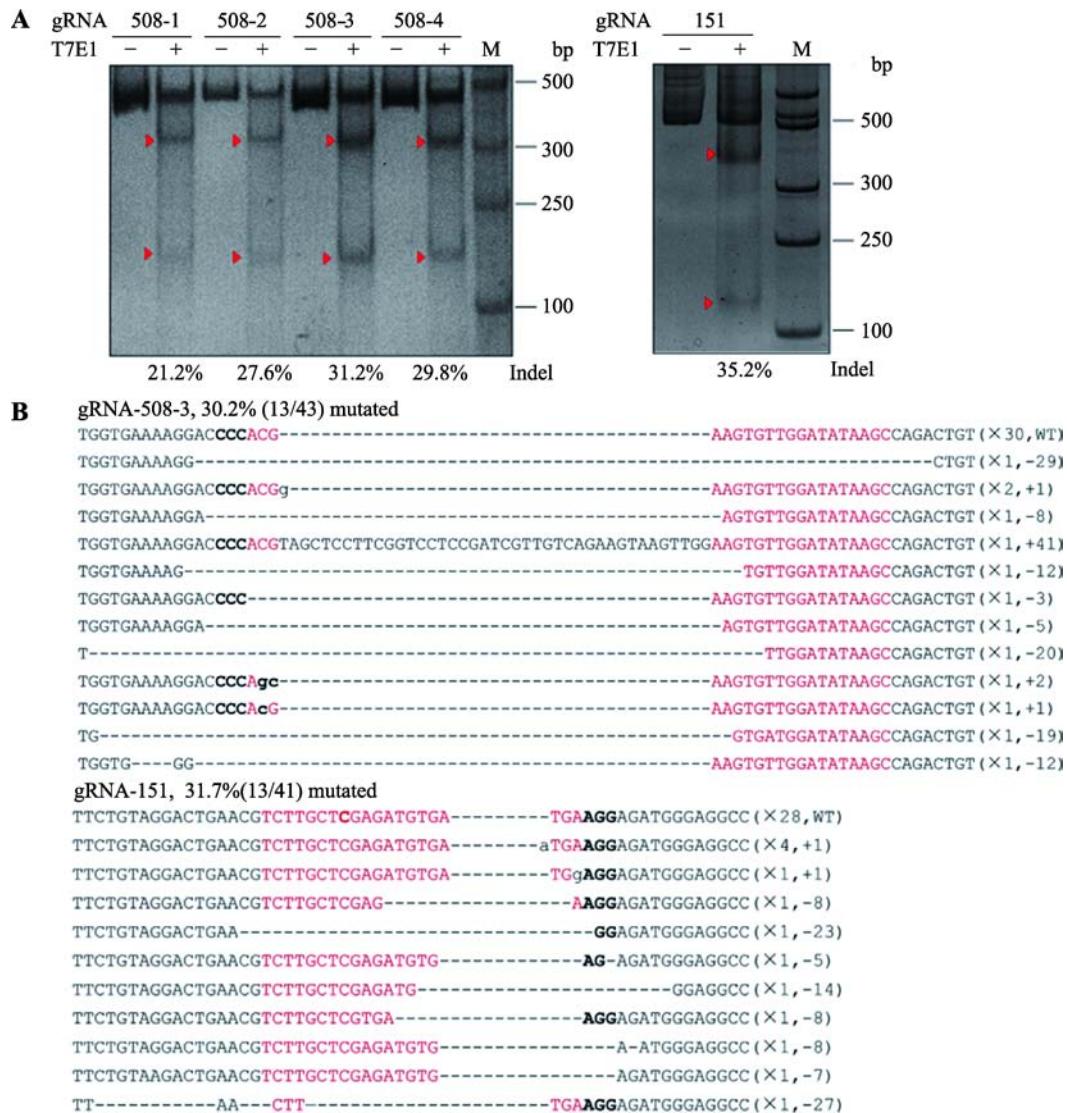 A
gRNA 508-1 508-2 508-3 508-4
T7E1 − + − + − + − + M bp
500
300
250
100
21.2% 27.6% 31.2% 29.8% Indel
gRNA 151
T7E1 − + M bp
500
300
250
100
35.2% Indel
B
gRNA-508-3, 30.2% (13/43) mutated
TGGTGAAAAGGACCCCACG-----------------------------------------AAGTGTTGGATATAAGCCAGACTGT(×30,WT)
TGGTGAAAAGG----------------------------------------------------------------------CTGT(×1,-29)
TGGTGAAAAGGACCCCACGg----------------------------------------AAGTGTTGGATATAAGCCAGACTGT(×2,+1)
TGGTGAAAAGGA-------------------------------------------------AGTGTTGGATATAAGCCAGACTGT(×1,-8)
TGGTGAAAAGGACCCCACGTAGCTCCTTCGGTCCTCCGATCGTTGTCAGAAGTAAGTTGGAAGTGTTGGATATAAGCCAGACTGT(×1,+41)
TGGTGAAAAG-----------------------------------------------------TGTTGGATATAAGCCAGACTGT(×1,-12)
TGGTGAAAAGGACCCC--------------------------------------------AAGTGTTGGATATAAGCCAGACTGT(×1,-3)
TGGTGAAAAGGA-------------------------------------------------AGTGTTGGATATAAGCCAGACTGT(×1,-5)
T----------------------------------------------------------------TTGGATATAAGCCAGACTGT(×1,-20)
TGGTGAAAAGGACCCCAgc-----------------------------------------AAGTGTTGGATATAAGCCAGACTGT(×1,+2)
TGGTGAAAAGGACCCCAcG-----------------------------------------AAGTGTTGGATATAAGCCAGACTGT(×1,+1)
TG------------------------------------------------------------GTGATGGATATAAGCCAGACTGT(×1,-19)
TGGTG----GG-------------------------------------------------AAGTGTTGGATATAAGCCAGACTGT(×1,-12)
gRNA-151, 31.7%(13/41) mutated
TTCTGTAGGACTGAACGTCTTGCTCGAGATGTGA---------TGAAGGAGATGGGAGGCC(×28,WT)
TTCTGTAGGACTGAACGTCTTGCTCGAGATGTGA--------aTGAAGGAGATGGGAGGCC(×4,+1)
TTCTGTAGGACTGAACGTCTTGCTCGAGATGTGA---------TGgAGGAGATGGGAGGCC(×1,+1)
TTCTGTAGGACTGAACGTCTTGCTCGAG-----------------AAGGAGATGGGAGGCC(×1,-8)
TTCTGTAGGACTGAA--------------------------------GGAGATGGGAGGCC(×1,-23)
TTCTGTAGGACTGAACGTCTTGCTCGAGATGTG-------------AG-AGATGGGAGGCC(×1,-5)
TTCTGTAGGACTGAACGTCTTGCTCGAGATG-----------------------GGAGGCC(×1,-14)
TTCTGTAGGACTGAACGTCTTGCTCGTGA-----------------AGGAGATGGGAGGCC(×1,-8)
TTCTGTAGGACTGAACGTCTTGCTCGAGATGTG----------------A-ATGGGAGGCC(×1,-8)
TTCTGTAAGACTGAACGTCTTGCTCGAGATGTG----------------AGATGGGAGGCC(×1,-7)
TT-----------AA---CTT----------------------TGAAGGAGATGGGAGGCC(×1,-27)